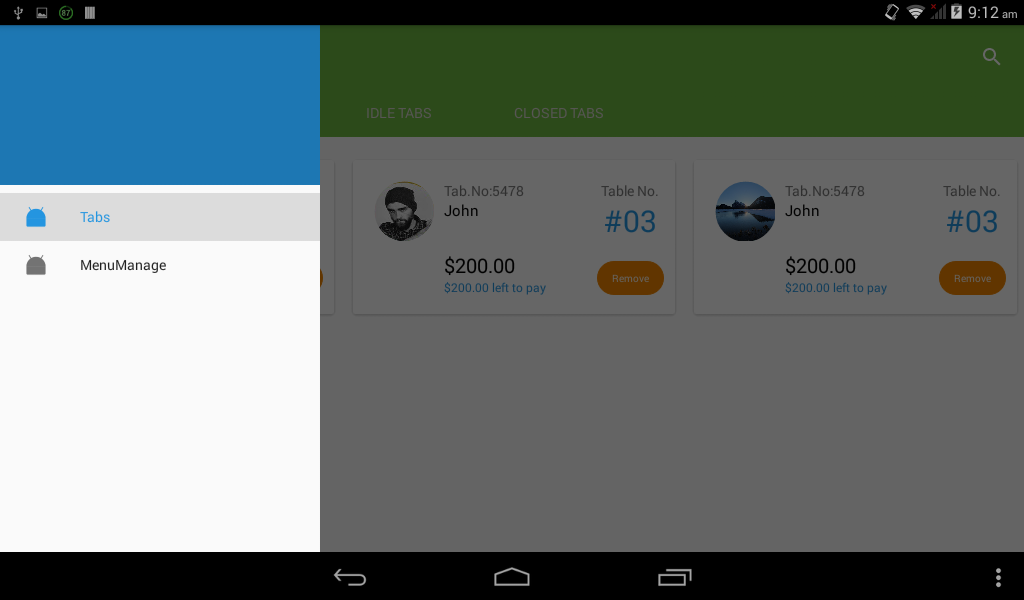 87
9:12 am
IDLE TABS
CLOSED TABS
Tabs
MenuManage
Tab.No:5478
Table No.
John
#03
$200.00
$200.00 left to pay
Remove
Tab.No:5478
Table No.
John
#03
$200.00
$200.00 left to pay
Remove